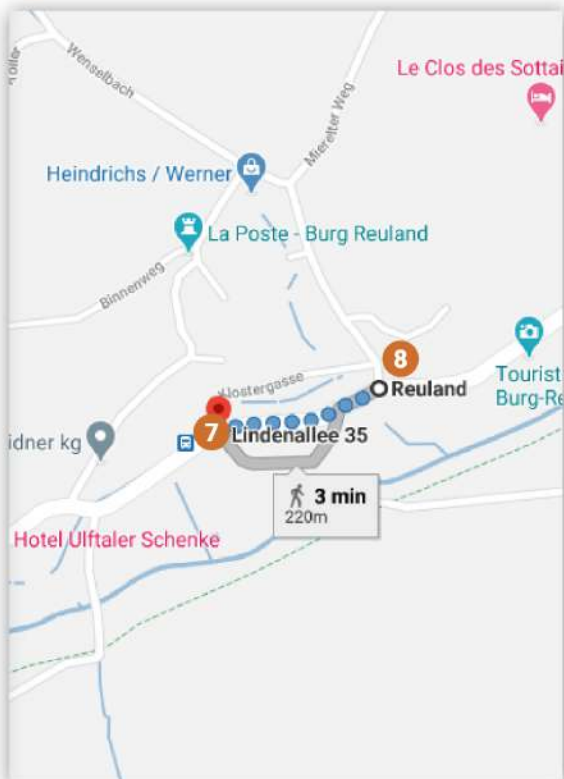 Wenselbach
Mierelter Weg
Le Clos des Sottai
Heindrichs / Werner
La Poste - Burg Reuland
Binnenweg
8
Klostergasse
Reuland
Tourist
Burg-Re
7
Lindenallee 35
idner kg
3 min
220m
Hotel Ulftaler Schenke